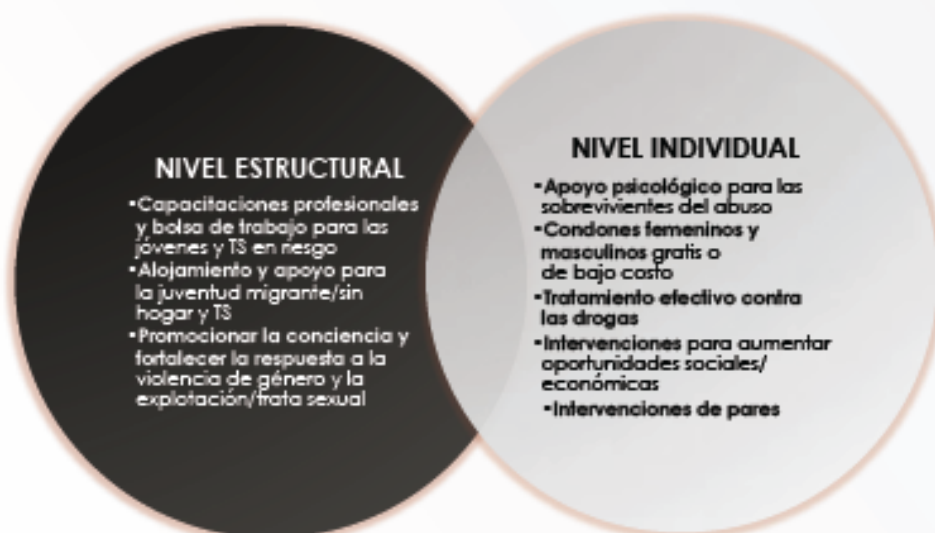 NIVEL ESTRUCTURAL
▪Capacitaciones profesionales
y bolsa de trabajo para las
jóvenes y TS en riesgo
▪Alojamiento y apoyo para
la juventud migrante/sin
hogar y TS
▪Promocionar la conciencia y
fortalecer la respuesta a la
violencia de género y la
explotación/trata sexual
NIVEL INDIVIDUAL
▪Apoyo psicológico para las
sobrevivientes del abuso
▪Condones femeninos y
masculinos gratis o
de bajo costo
▪Tratamiento efectivo contra
las drogas
▪Intervenciones para aumentar
oportunidades sociales/
económicas
▪Intervenciones de pares